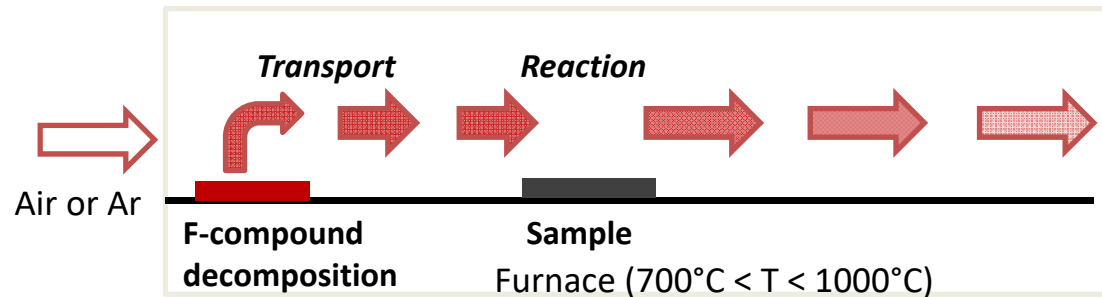 Transport
Reaction
Air or Ar
F-compound
decomposition
Sample
Furnace (700°C < T < 1000°C)